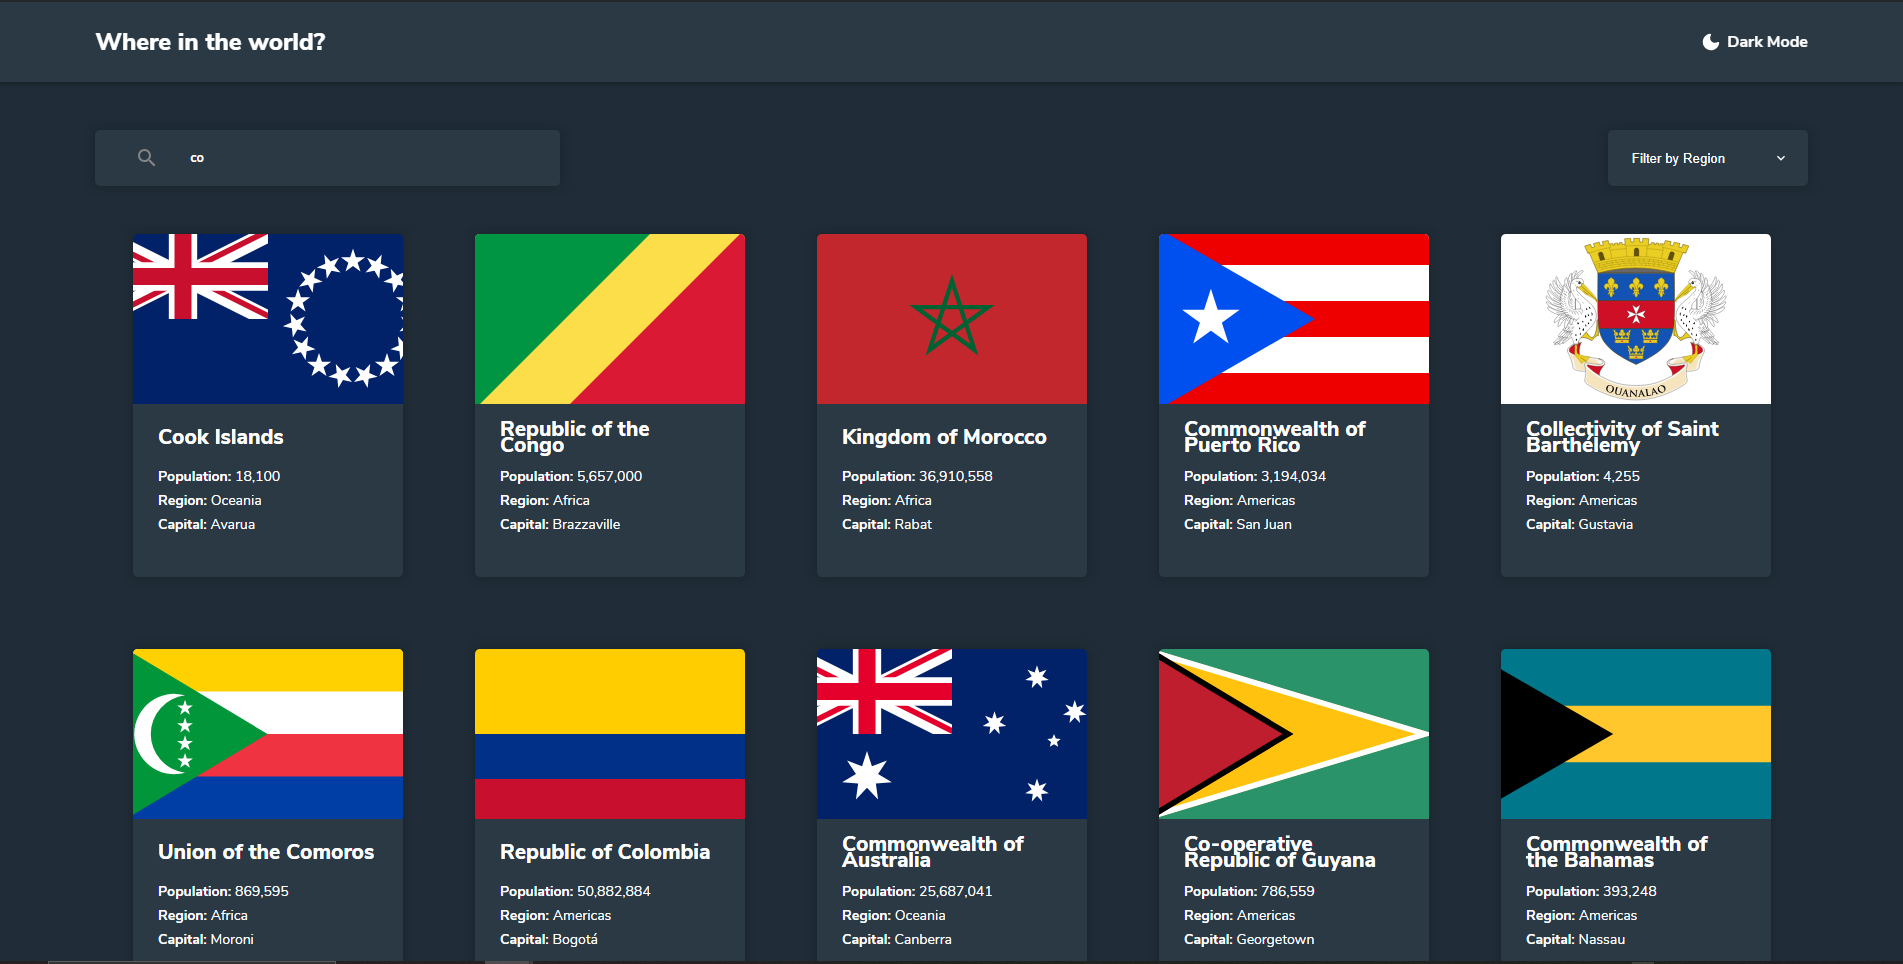 Where in the world?
Dark Mode
co
Filter by Region
OUANALAO
Cook Islands
Population: 18,100
Region: Oceania
Capital: Avarua
Republic of the
Congo
Population: 5,657,000
Region: Africa
Capital: Brazzaville
Kingdom of Morocco
Population: 36,910,558
Region: Africa
Capital: Rabat
Commonwealth of
Puerto Rico
Population: 3,194,034
Region: Americas
Capital: San Juan
Collectivity of Saint
Barthélemy
Population: 4,255
Region: Americas
Capital: Gustavia
Union of the Comoros
Population: 869,595
Region: Africa
Capital: Moroni
Republic of Colombia
Population: 50,882,884
Region: Americas
Capital: Bogotá
Commonwealth of
Australia
Population: 25,687,041
Region: Oceania
Capital: Canberra
Co-operative
Republic of Guyana
Population: 786,559
Region: Americas
Capital: Georgetown
Commonwealth of
the Bahamas
Population: 393,248
Region: Americas
Capital: Nassau